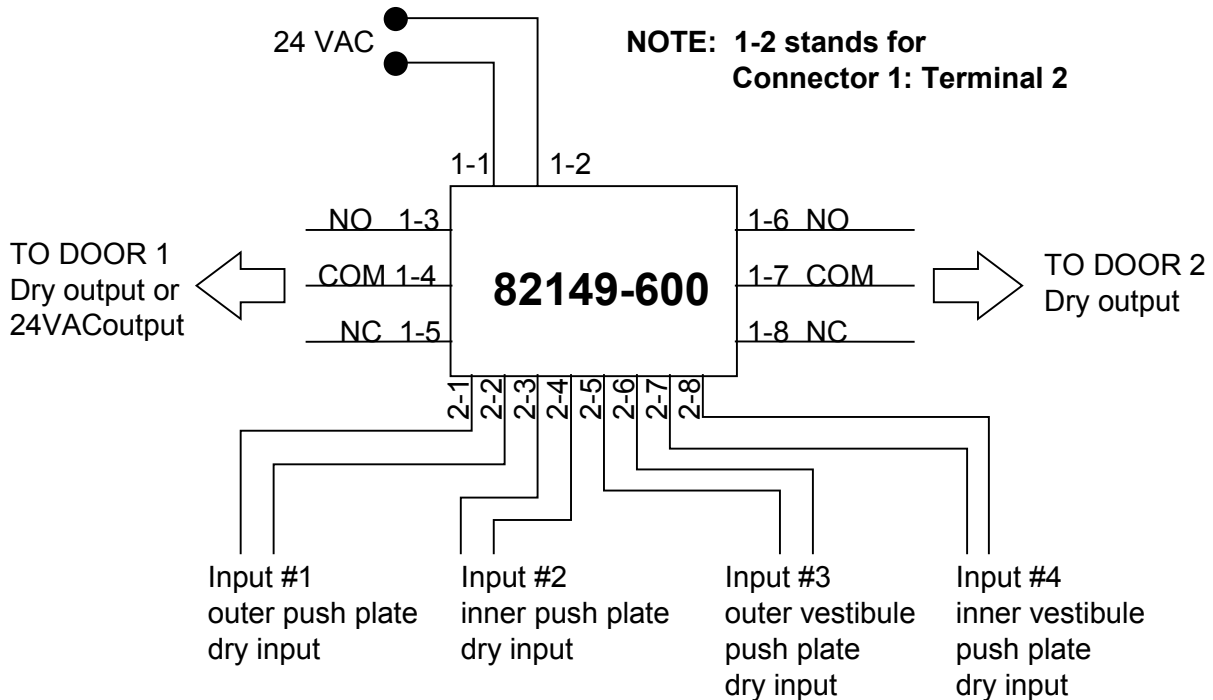 24 VAC
NOTE: 1-2 stands for
Connector 1: Terminal 2
1-1
1-2
NO 1-3
COM 1-4
NC 1-5
TO DOOR 1
Dry output or
24VACoutput
82149-600
1-6 NO
1-7 COM
1-8 NC
TO DOOR 2
Dry output
2-1
2-2
2-3
2-4
2-5
2-6
2-7
2-8
Input #1
outer push plate
dry input
Input #2
inner push plate
dry input
Input #3
outer vestibule
push plate
dry input
Input #4
inner vestibule
push plate
dry input